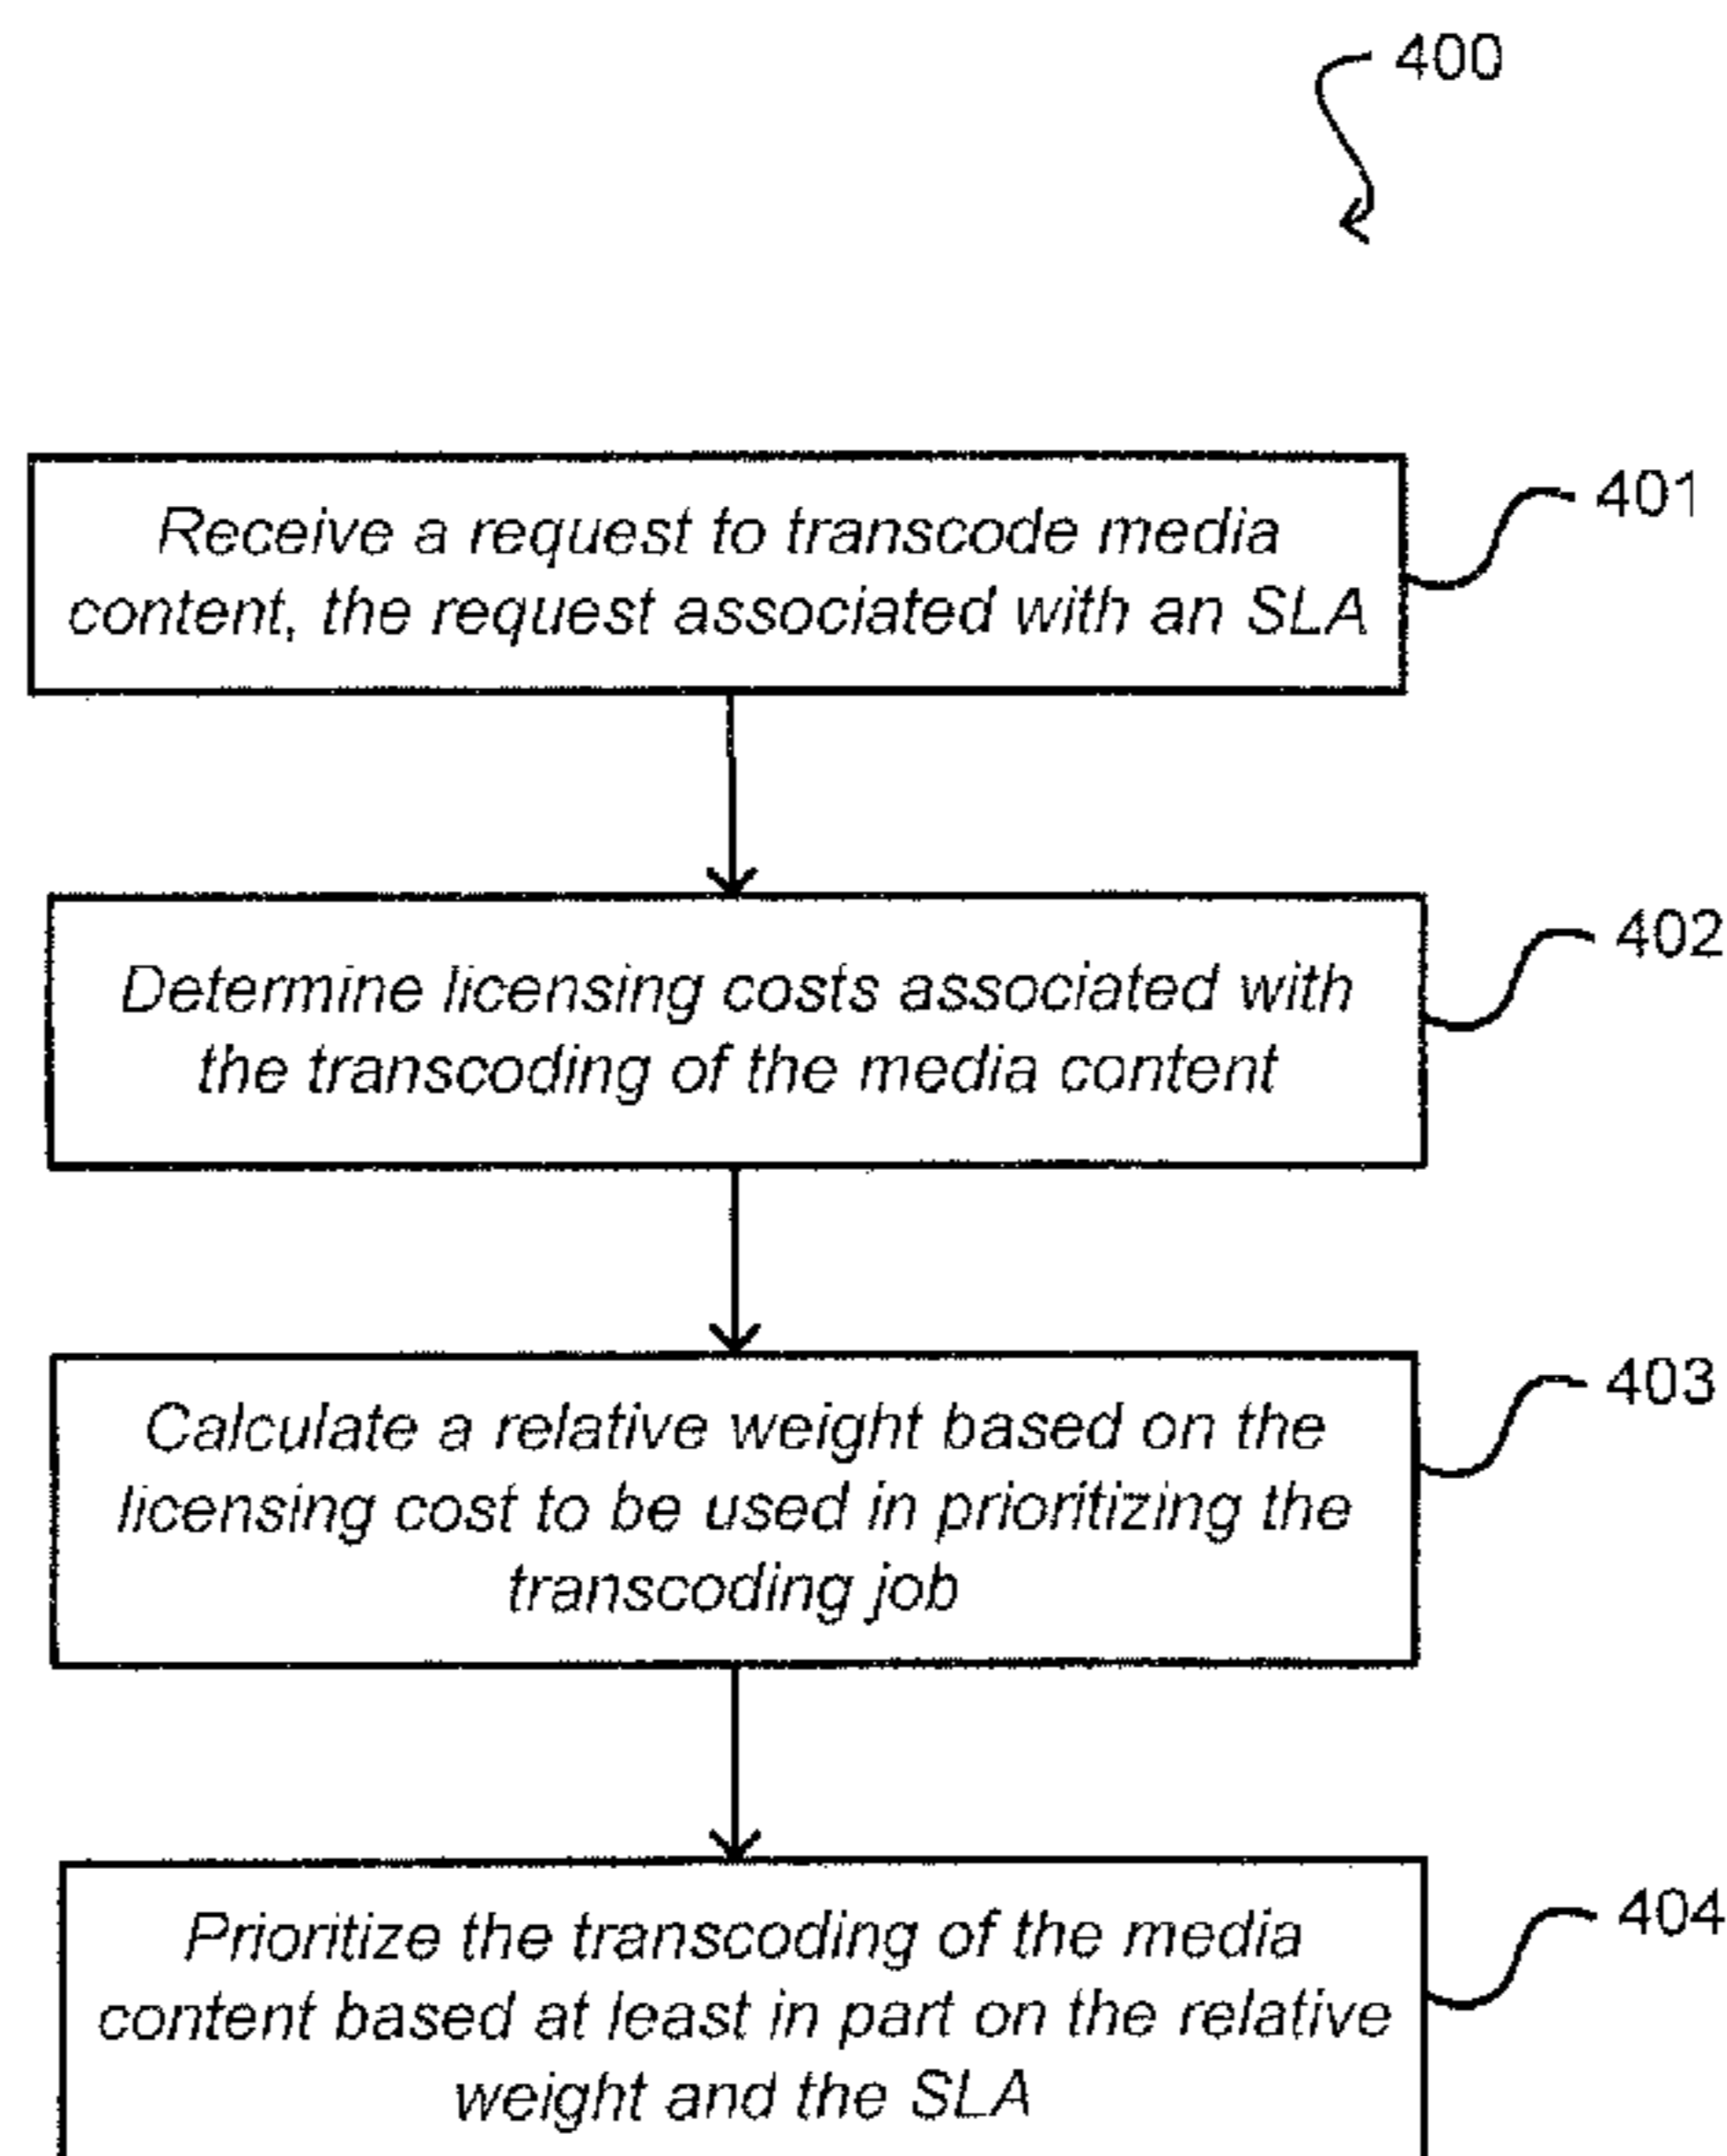 400
Receive a request to transcode media
content, the request associated with an SLA
401
Determine licensing costs associated with
the transcoding of the media content
402
Calculate a relative weight based on the
licensing cost to be used in prioritizing the
transcoding job
403
Prioritize the transcoding of the media
content based at least in part on the relative
weight and the SLA
404